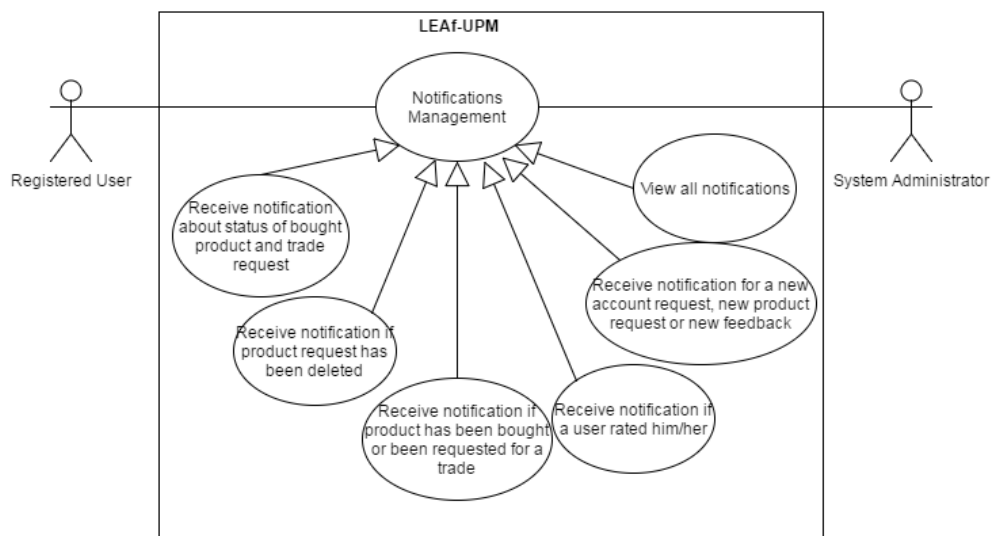 LEAf-UPM
Notifications
Management
Registered User
System Administrator
View all notifications
Receive notification
about status of bought
product and trade
request
Receive notification for a new
account request, new product
request or new feedback
Receive notification if
product request has
been deleted
Receive notification if
product has been bought
or been requested for a
trade
Receive notification if
a user rated him/her